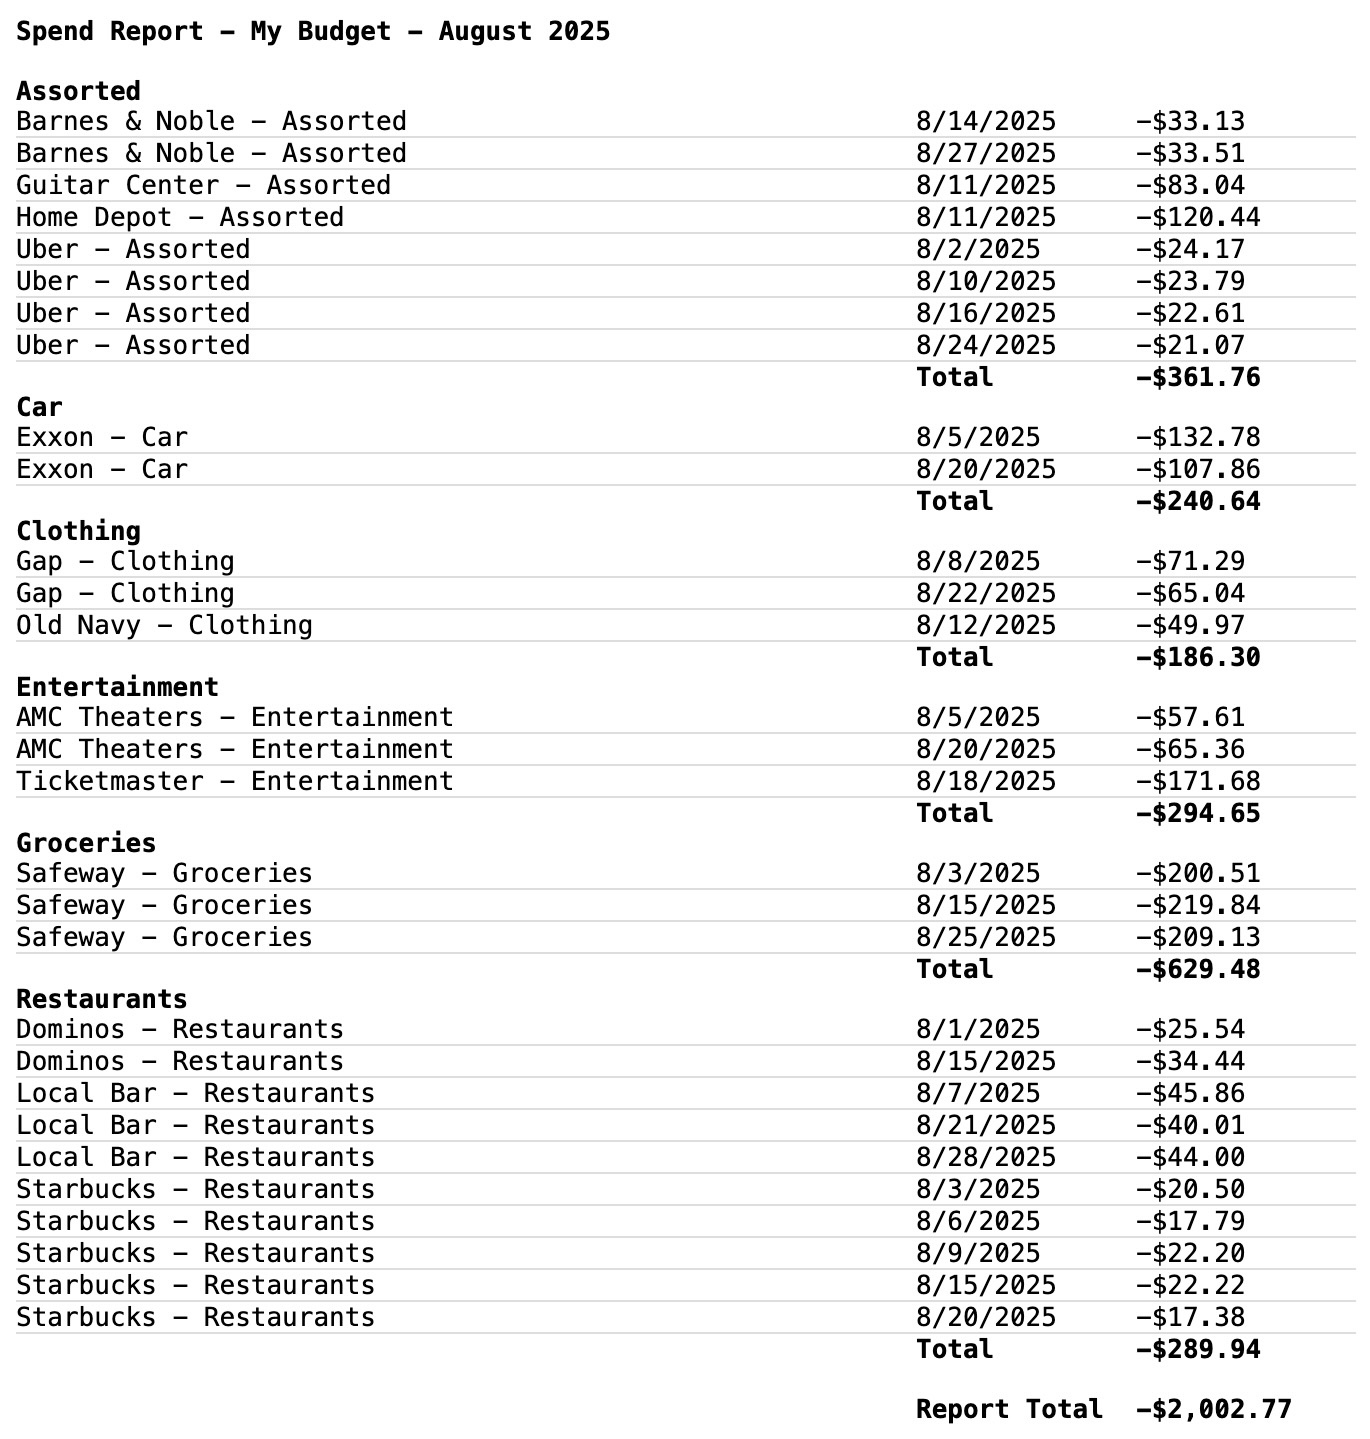 Spend Report – My Budget – August 2025
Assorted
Barnes & Noble – Assorted 8/14/2025 –$33.13
Barnes & Noble – Assorted 8/27/2025 –$33.51
Guitar Center – Assorted 8/11/2025 –$83.04
Home Depot – Assorted 8/11/2025 –$120.44
Uber – Assorted 8/2/2025 –$24.17
Uber – Assorted 8/10/2025 –$23.79
Uber – Assorted 8/16/2025 –$22.61
Uber – Assorted 8/24/2025 –$21.07
Total –$361.76
Car
Exxon – Car 8/5/2025 –$132.78
Exxon – Car 8/20/2025 –$107.86
Total –$240.64
Clothing
Gap – Clothing 8/8/2025 –$71.29
Gap – Clothing 8/22/2025 –$65.04
Old Navy – Clothing 8/12/2025 –$49.97
Total –$186.30
Entertainment
AMC Theaters – Entertainment 8/5/2025 –$57.61
AMC Theaters – Entertainment 8/20/2025 –$65.36
Ticketmaster – Entertainment 8/18/2025 –$171.68
Total –$294.65
Groceries
Safeway – Groceries 8/3/2025 –$200.51
Safeway – Groceries 8/15/2025 –$219.84
Safeway – Groceries 8/25/2025 –$209.13
Total –$629.48
Restaurants
Dominos – Restaurants 8/1/2025 –$25.54
Dominos – Restaurants 8/15/2025 –$34.44
Local Bar – Restaurants 8/7/2025 –$45.86
Local Bar – Restaurants 8/21/2025 –$40.01
Local Bar – Restaurants 8/28/2025 –$44.00
Starbucks – Restaurants 8/3/2025 –$20.50
Starbucks – Restaurants 8/6/2025 –$17.79
Starbucks – Restaurants 8/9/2025 –$22.20
Starbucks – Restaurants 8/15/2025 –$22.22
Starbucks – Restaurants 8/20/2025 –$17.38
Total –$289.94
Report Total –$2,002.77